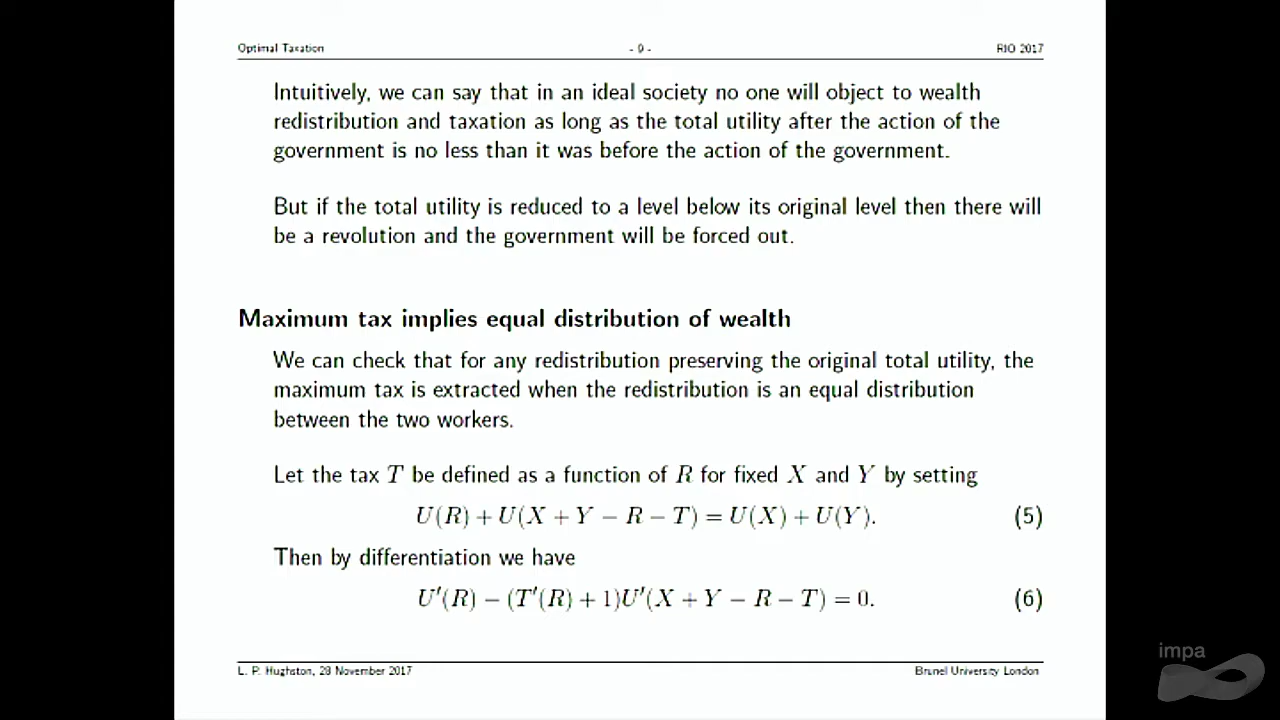 Optimal Taxation - 9 - RIO 2017
Intuitively, we can say that in an ideal society no one will object to wealth
redistribution and taxation as long as the total utility after the action of the
government is no less than it was before the action of the government.
But if the total utility is reduced to a level below its original level then there will
be a revolution and the government will be forced out.
Maximum tax implies equal distribution of wealth
We can check that for any redistribution preserving the original total utility, the
maximum tax is extracted when the redistribution is an equal distribution
between the two workers.
Let the tax T be defined as a function of R for fixed X and Y by setting
U(R) + U(X + Y − R − T) = U(X) + U(Y). (5)
Then by differentiation we have
U′(R) − (T′(R) + 1)U′(X + Y − R − T) = 0. (6)
L. P. Hughston, 28 November 2017 Brunel University London
impa